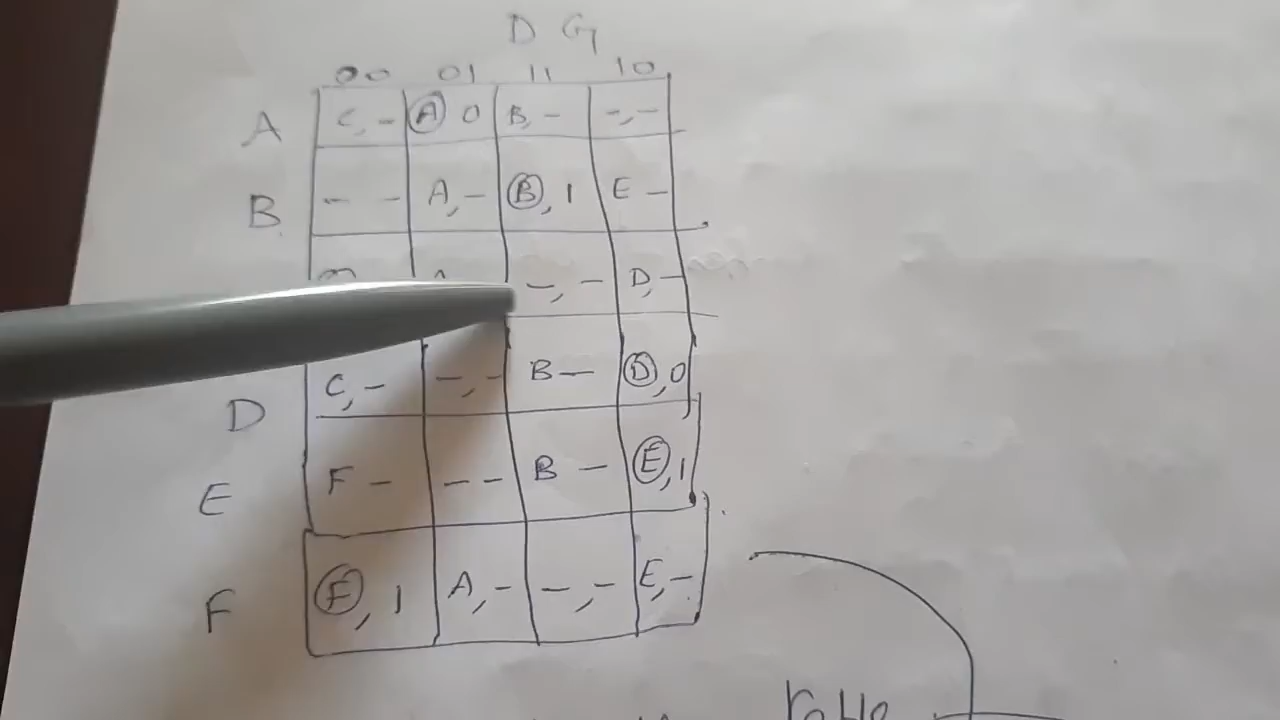 D G
00 01 11 10
A C, - A 0 B, - -, -
B - - A, - B, 1 E -
-, - D, -
D C, - -, - B - D, 0
E F - - - B - E, 1
F F, 1 A, - -, - E, -